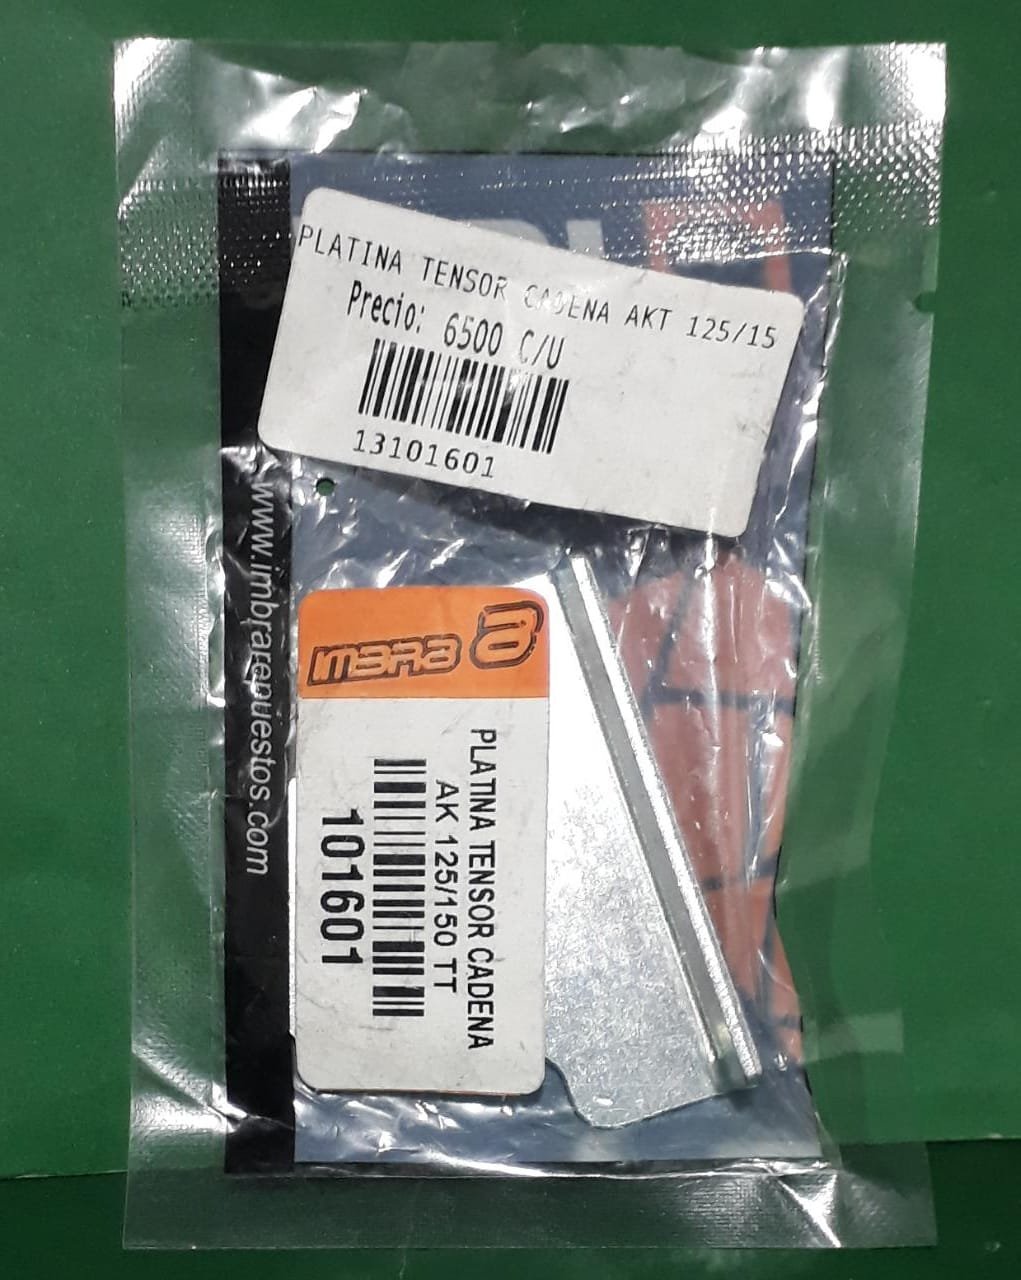 PLATINA TENSOR CADENA AKT 125/15
Precio: 6500 C/U
13101601
www.imbrarepuestos.com
IMBRA
PLATINA TENSOR CADENA
AK 125/150 TT
101601